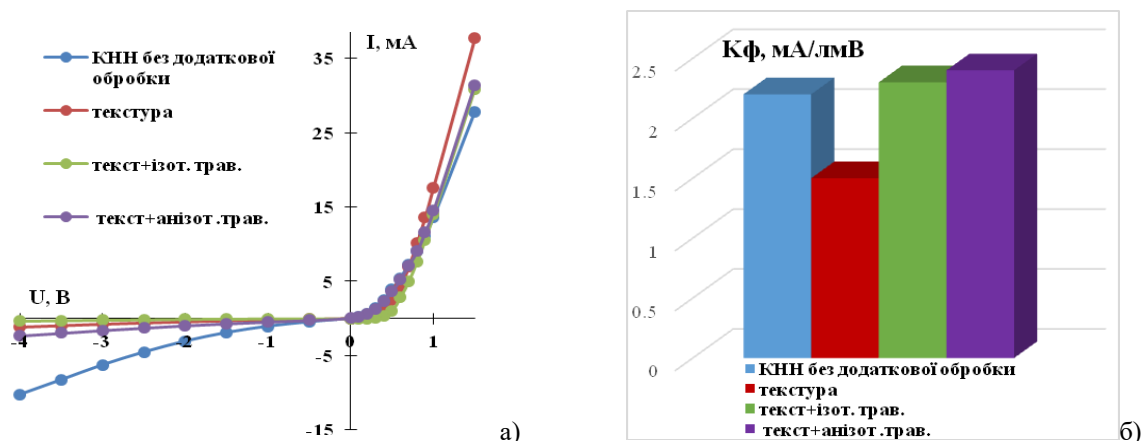 I, мА
КНН без додаткової
обробки
текстура
текст+ізот. трав.
текст+анізот .трав.
U, В
35
25
15
5
-5
-15
-4
-3
-2
-1
0
1
а)
Кф, мА/лмВ
2.5
2
1.5
1
0.5
0
КНН без додаткової обробки
текстура
текст+ізот. трав.
текст+анізот .трав.
б)